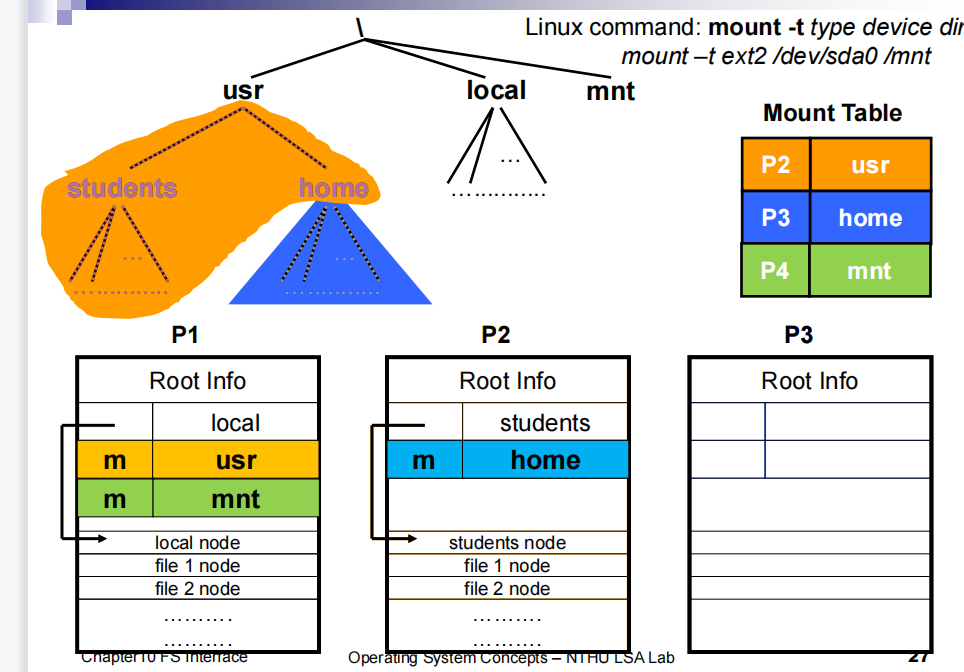 Linux command: mount -t type device dir
mount –t ext2 /dev/sda0 /mnt
\
usr
local
mnt
students
home
...
...
...
..............
................
................
Mount Table
P2 usr
P3 home
P4 mnt
P1
Root Info
local
m usr
m mnt
local node
file 1 node
file 2 node
……….
……….
P2
Root Info
students
m home
students node
file 1 node
file 2 node
……….
……….
P3
Root Info
Chapter10 FS Interface
Operating System Concepts – NTHU LSA Lab
27